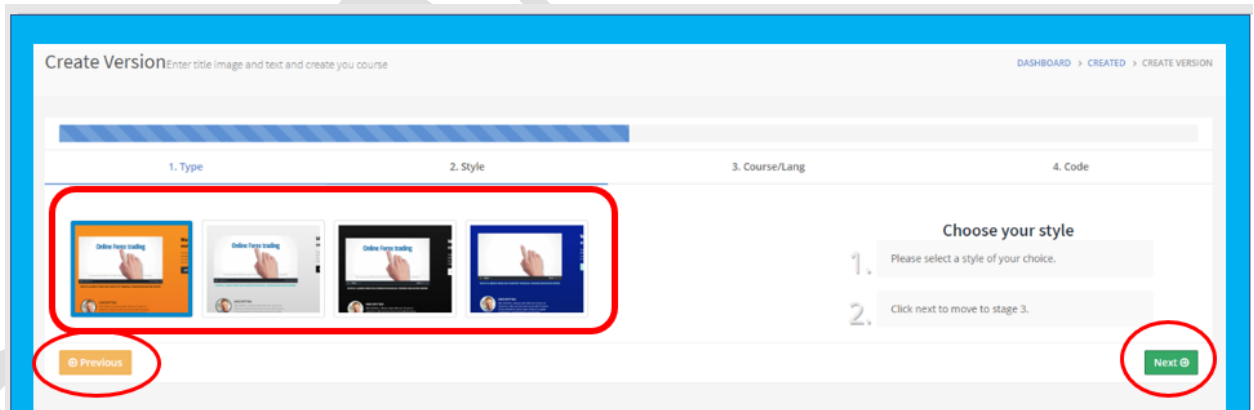 Create Version Enter title image and text and create you course
DASHBOARD > CREATED > CREATE VERSION
1. Type
2. Style
3. Course/Lang
4. Code
Online Forex trading
Online Forex trading
Online Forex trading
Choose your style
1. Please select a style of your choice.
2. Click next to move to stage 3.
Previous
Next